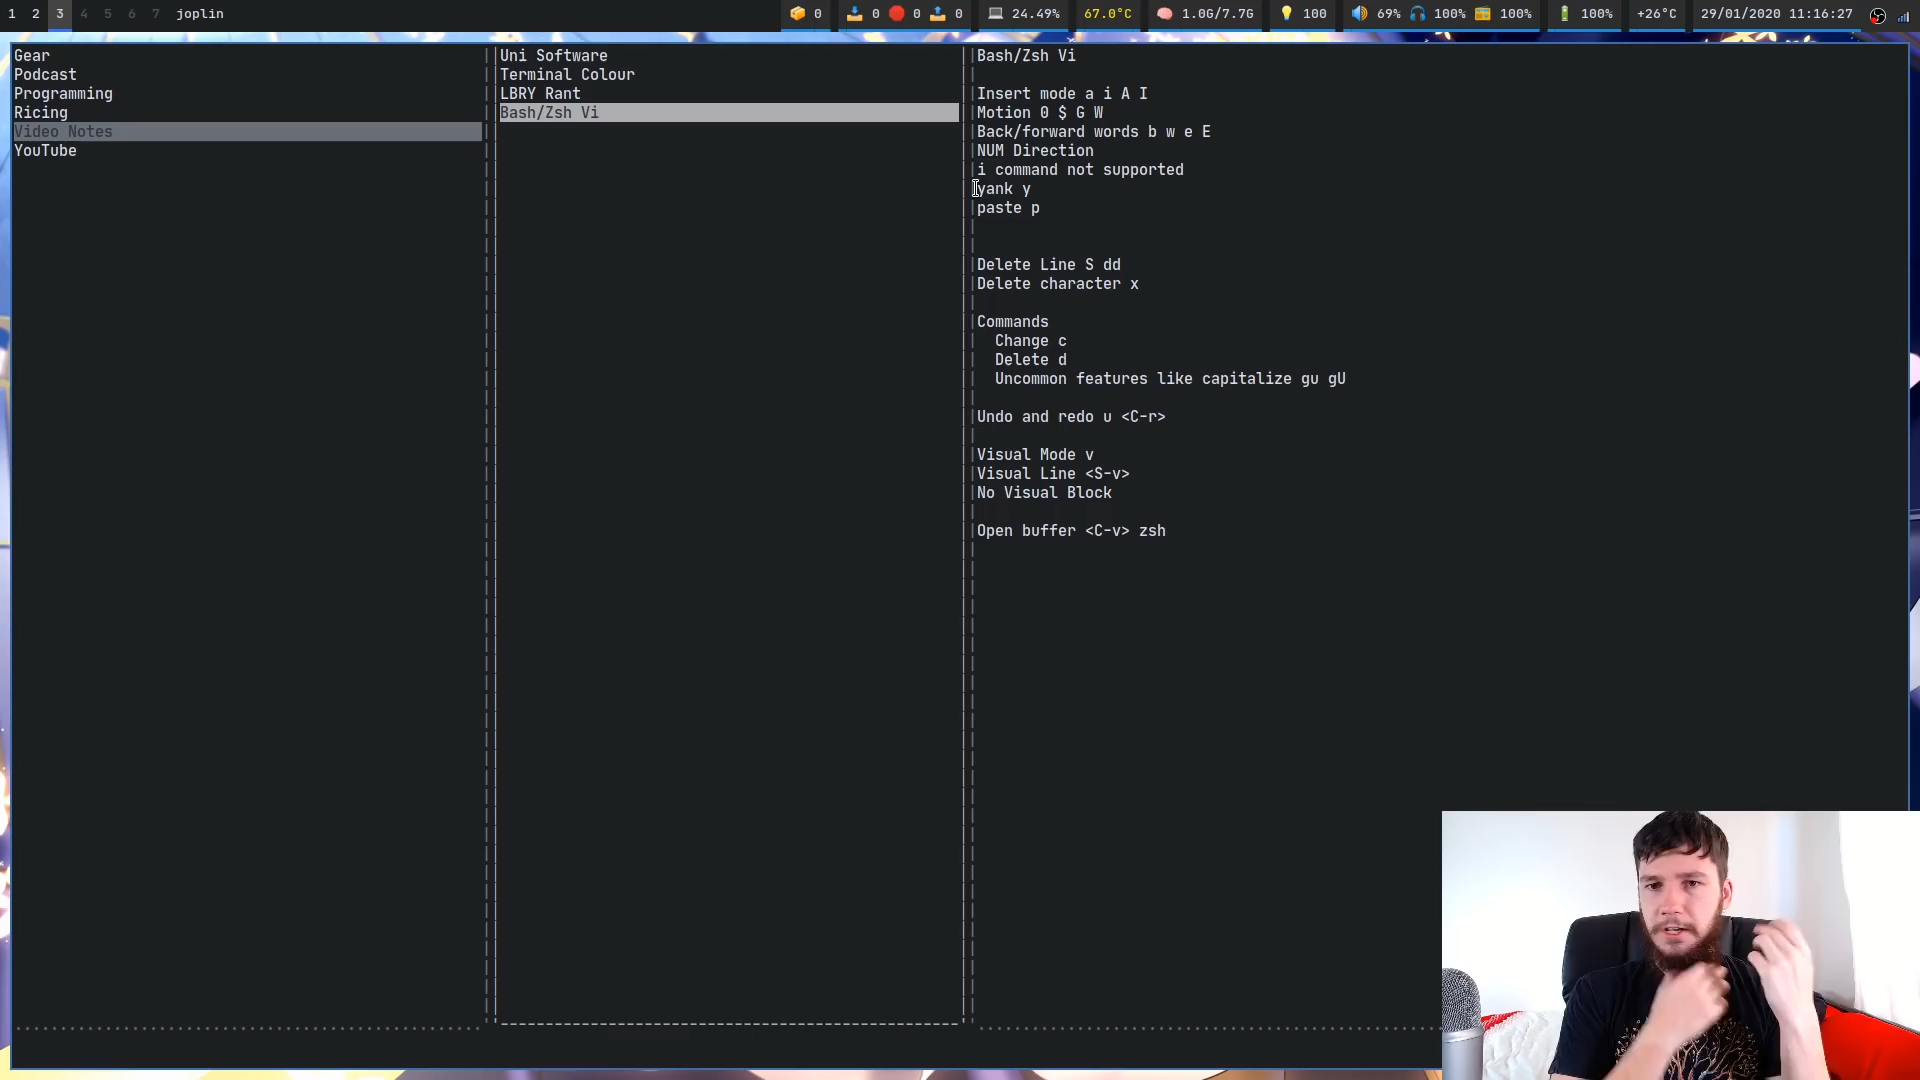 1 2 3 4 5 6 7 joplin
0 0 0 0 24.49% 67.0°C 1.0G/7.7G 100 69% 100% 100% 100% +26°C 29/01/2020 11:16:27
Gear
Podcast
Programming
Ricing
Video Notes
YouTube
Uni Software
Terminal Colour
LBRY Rant
Bash/Zsh Vi
Bash/Zsh Vi
Insert mode a i A I
Motion 0 $ G W
Back/forward words b w e E
NUM Direction
i command not supported
yank y
paste p
Delete Line S dd
Delete character x
Commands
Change c
Delete d
Uncommon features like capitalize gu gU
Undo and redo u <C-r>
Visual Mode v
Visual Line <S-v>
No Visual Block
Open buffer <C-v> zsh